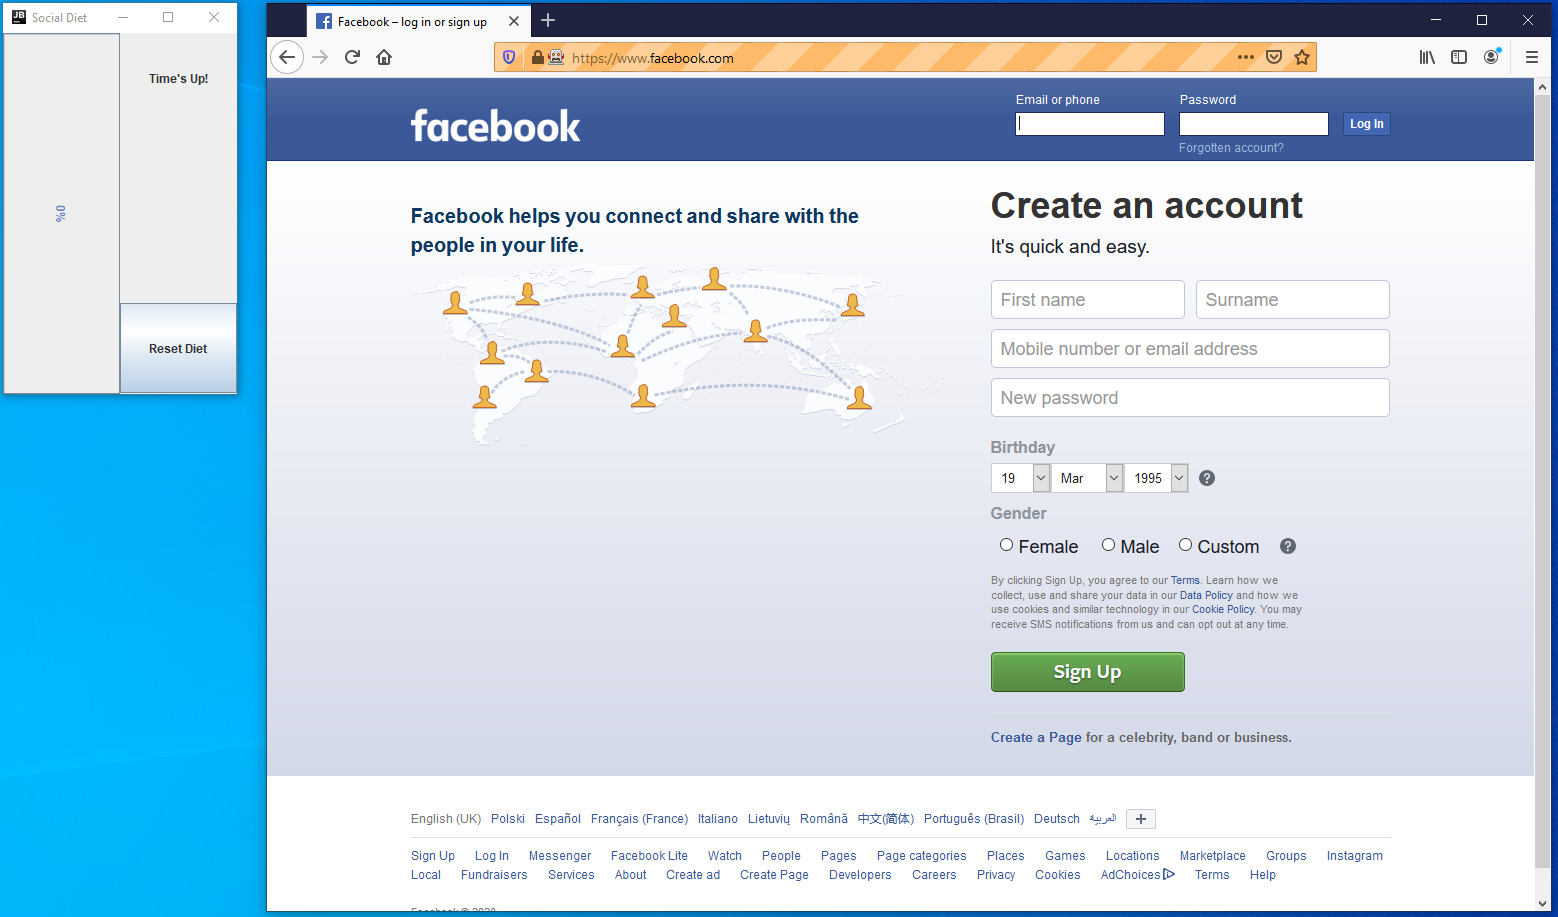 JB Social Diet
Time's Up!
0%
Reset Diet
Facebook – log in or sign up
https://www.facebook.com
facebook
Email or phone
Password
Log In
Forgotten account?
Facebook helps you connect and share with the
people in your life.
Create an account
It's quick and easy.
First name
Surname
Mobile number or email address
New password
Birthday
19 Mar 1995 ?
Gender
Female Male Custom ?
By clicking Sign Up, you agree to our Terms. Learn how we
collect, use and share your data in our Data Policy and how we
use cookies and similar technology in our Cookie Policy. You may
receive SMS notifications from us and can opt out at any time.
Sign Up
Create a Page for a celebrity, band or business.
English (UK) Polski Español Français (France) Italiano Lietuvių Română 中文(简体) Português (Brasil) Deutsch العربية
Sign Up Log In Messenger Facebook Lite Watch People Pages Page categories Places Games Locations Marketplace Groups Instagram
Local Fundraisers Services About Create ad Create Page Developers Careers Privacy Cookies AdChoices Terms Help
Facebook © 2020